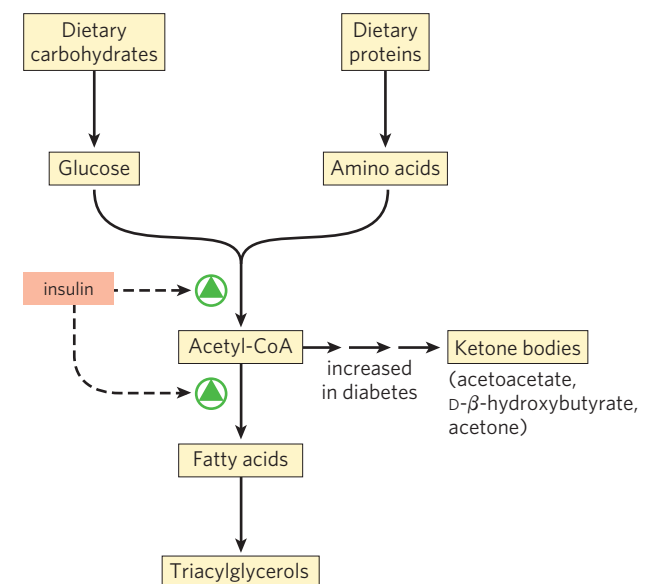 Dietary
carbohydrates
Dietary
proteins
Glucose
Amino acids
insulin
Acetyl-CoA
increased
in diabetes
Ketone bodies
(acetoacetate,
D-β-hydroxybutyrate,
acetone)
Fatty acids
Triacylglycerols